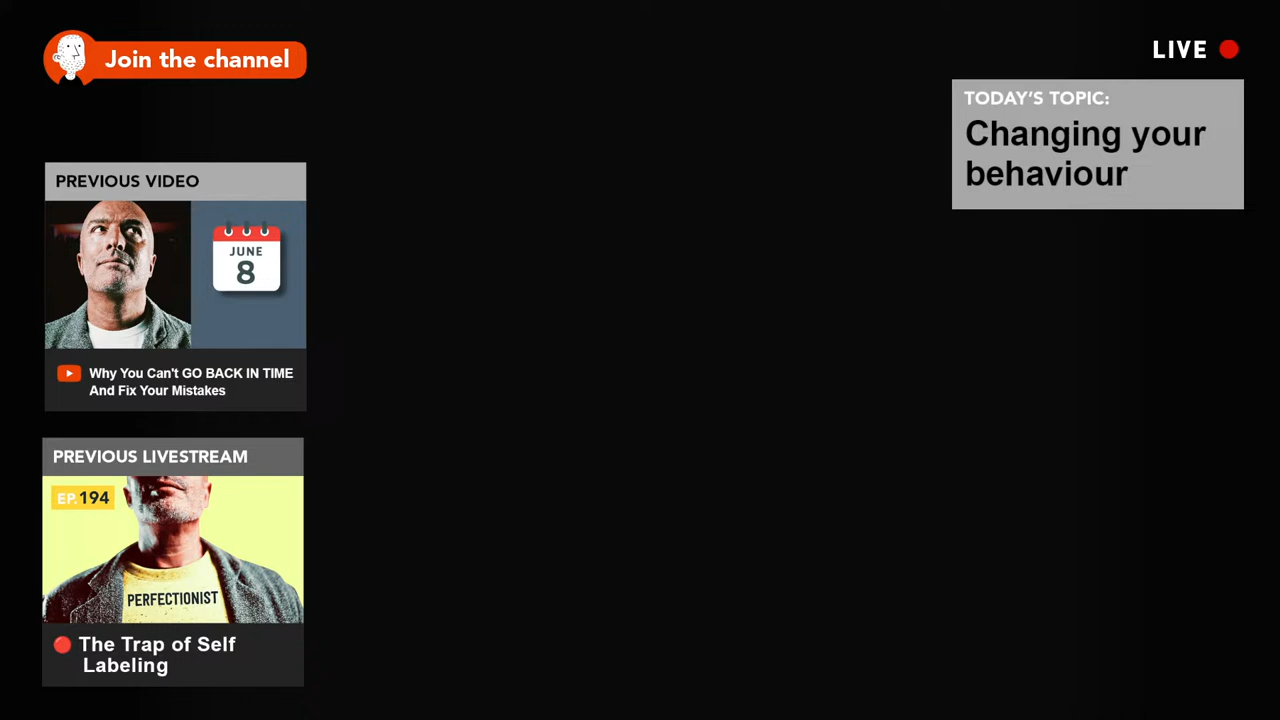 Join the channel
LIVE
TODAY'S TOPIC:
Changing your
behaviour
PREVIOUS VIDEO
JUNE
8
Why You Can't GO BACK IN TIME
And Fix Your Mistakes
PREVIOUS LIVESTREAM
EP.194
PERFECTIONIST
The Trap of Self
Labeling